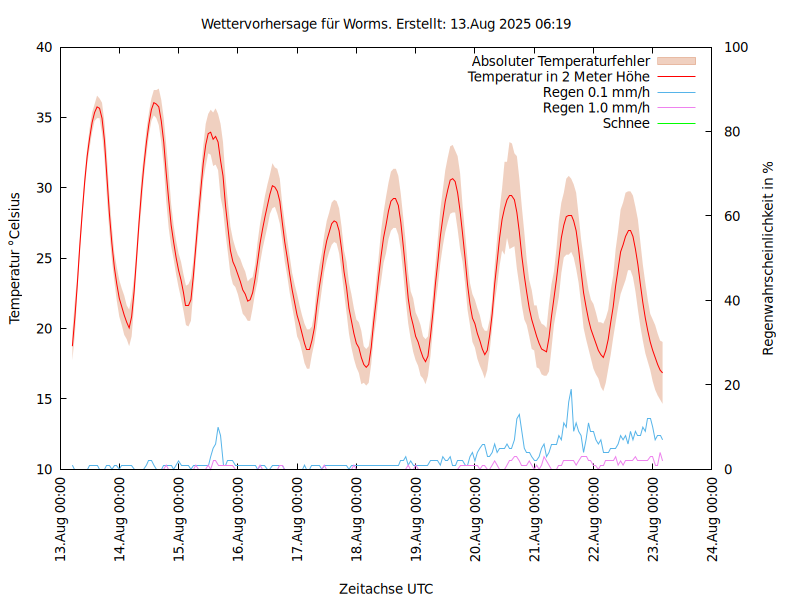 Wettervorhersage für Worms. Erstellt: 13.Aug 2025 06:19
Absoluter Temperaturfehler
Temperatur in 2 Meter Höhe
Regen 0.1 mm/h
Regen 1.0 mm/h
Schnee
Temperatur °Celsius
40
35
30
25
20
15
10
Regenwahrscheinlichkeit in %
100
80
60
40
20
0
13.Aug 00:00
14.Aug 00:00
15.Aug 00:00
16.Aug 00:00
17.Aug 00:00
18.Aug 00:00
19.Aug 00:00
20.Aug 00:00
21.Aug 00:00
22.Aug 00:00
23.Aug 00:00
24.Aug 00:00
Zeitachse UTC